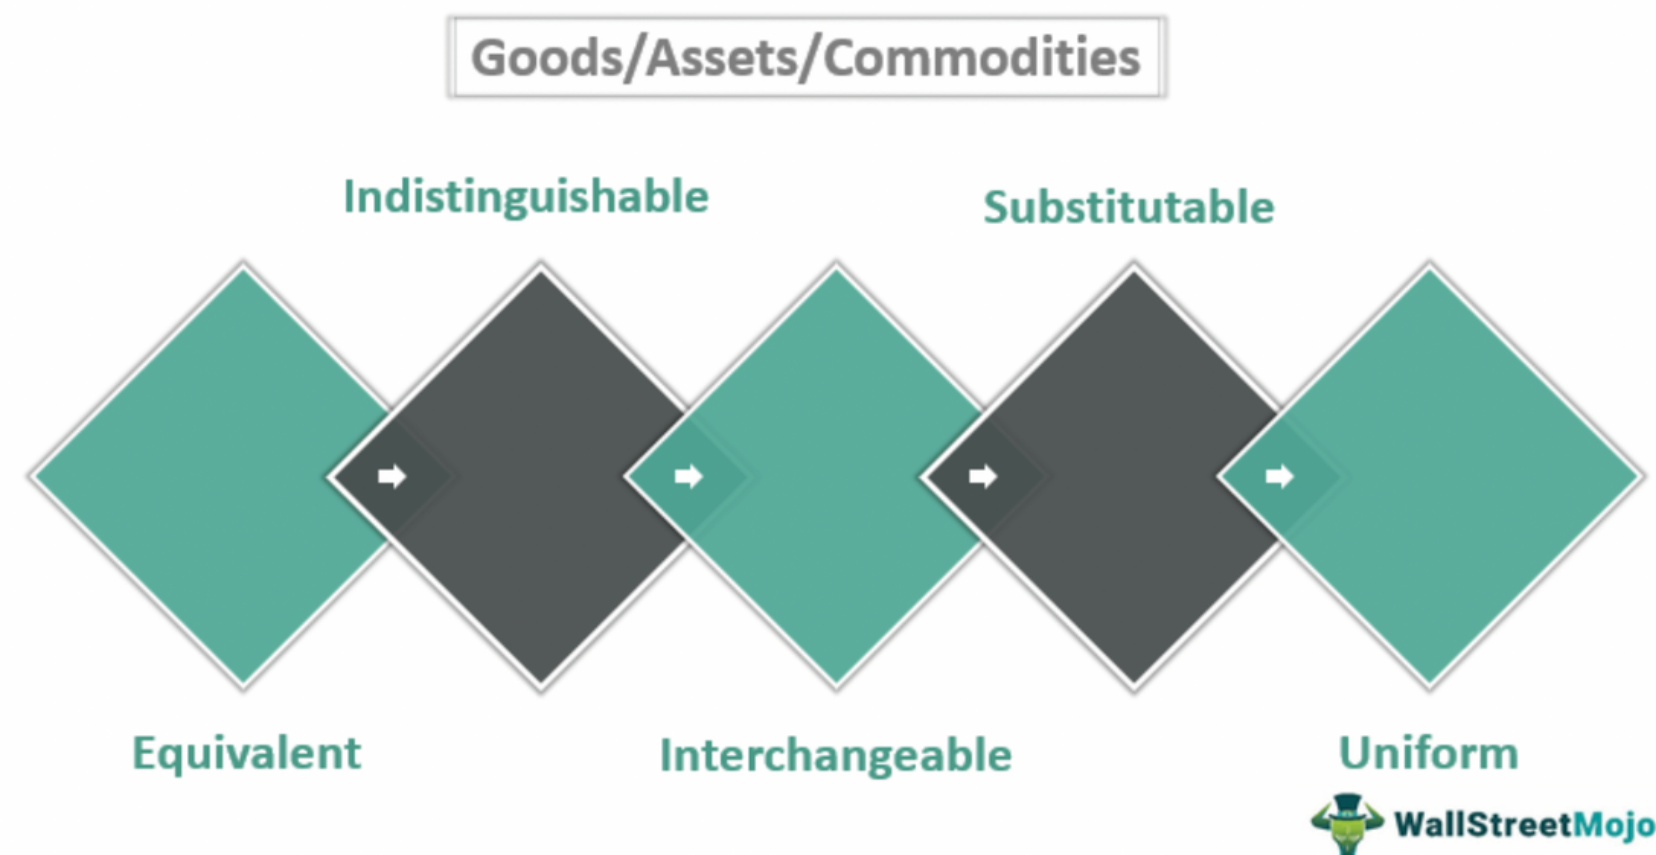 Goods/Assets/Commodities
Indistinguishable
Substitutable
Equivalent
Interchangeable
Uniform
WallStreetMojo